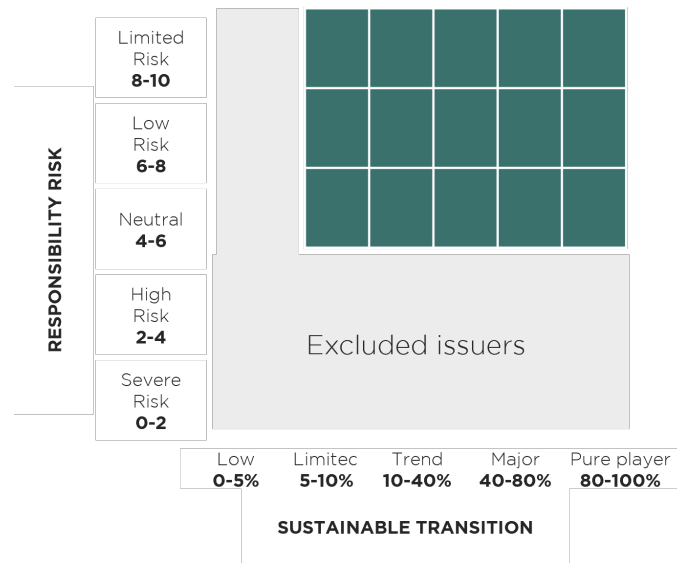 Limited
Risk
8-10
Low
Risk
6-8
Neutral
4-6
High
Risk
2-4
Severe
Risk
0-2
RESPONSIBILITY RISK
Excluded issuers
Low
0-5%
Limitec
5-10%
Trend
10-40%
Major
40-80%
Pure player
80-100%
SUSTAINABLE TRANSITION